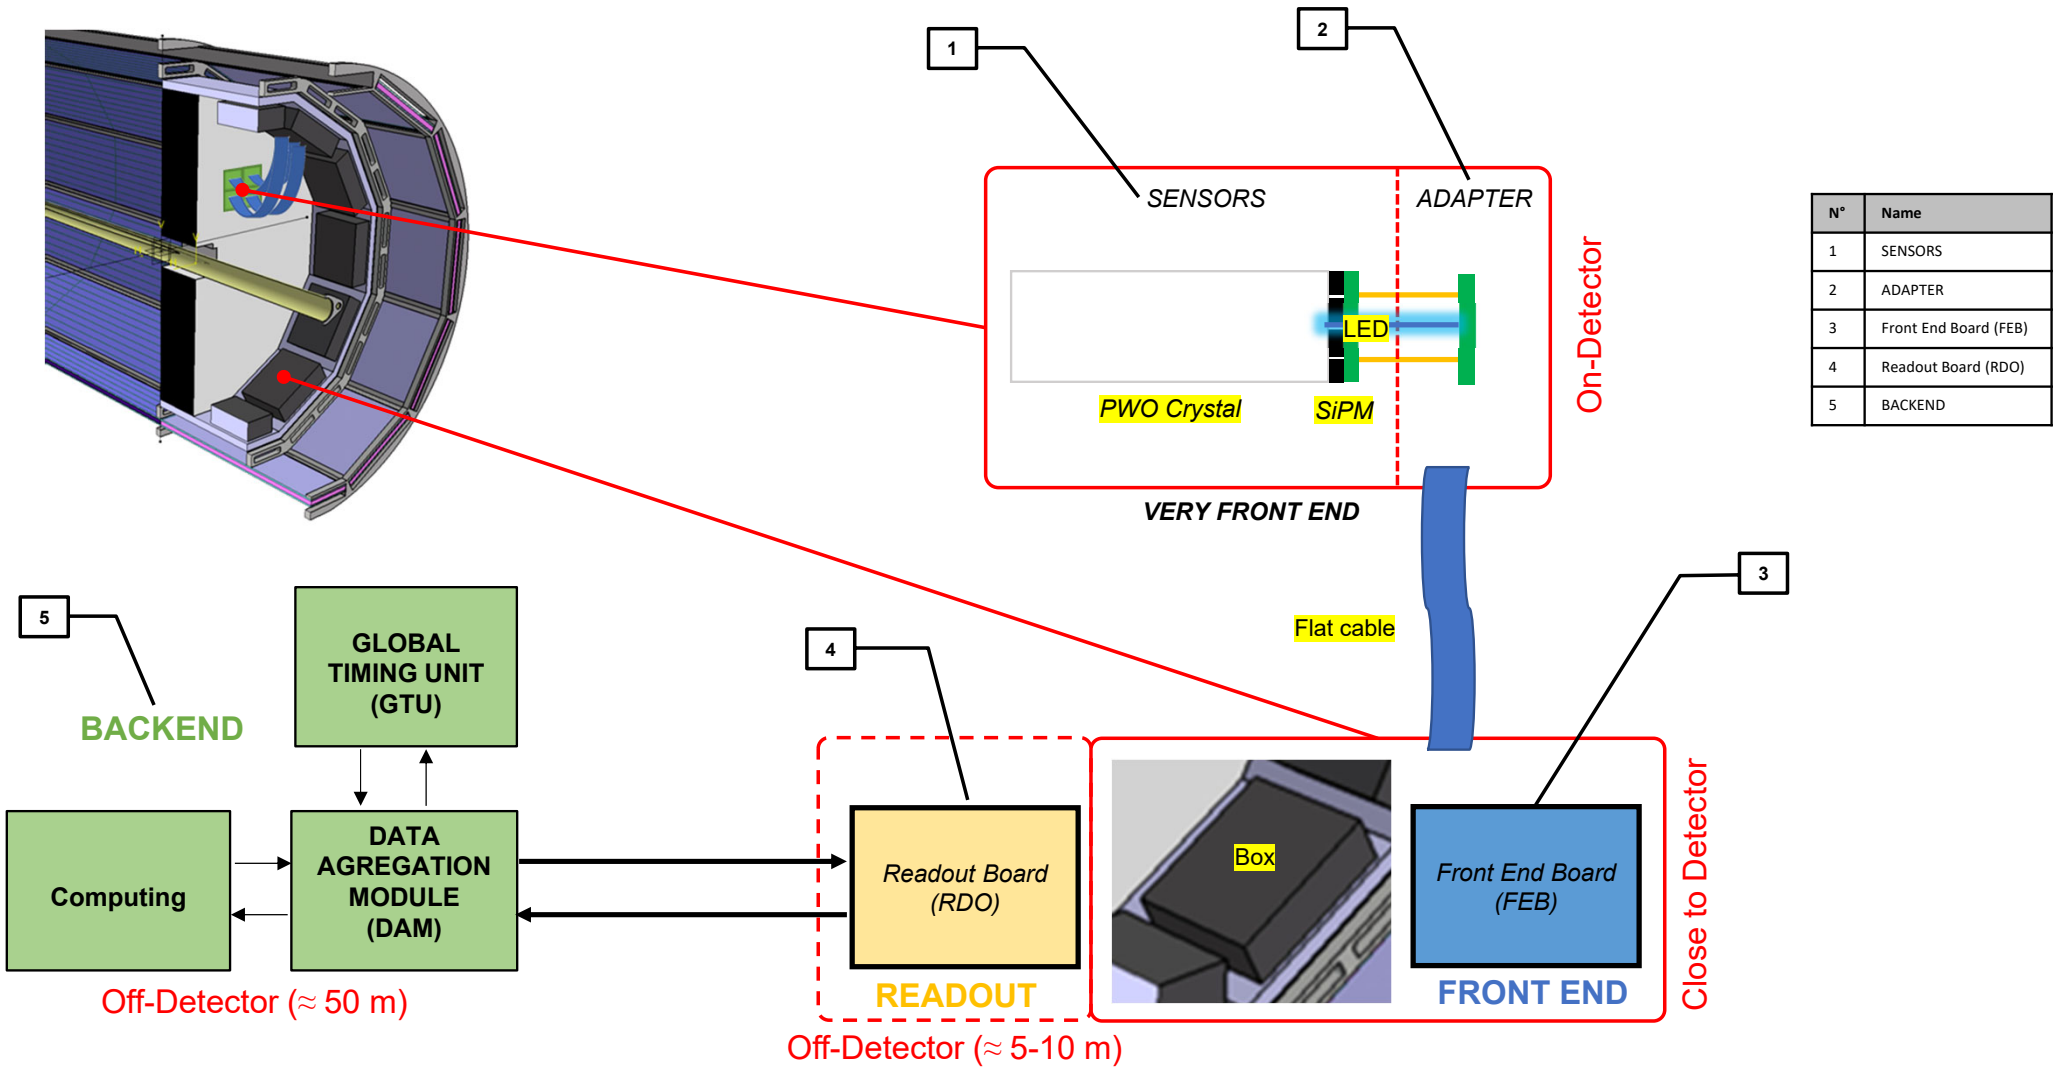 1
2
SENSORS
ADAPTER
LED
PWO Crystal
SiPM
VERY FRONT END
On-Detector
N° Name
1 SENSORS
2 ADAPTER
3 Front End Board (FEB)
4 Readout Board (RDO)
5 BACKEND
Flat cable
3
5
4
BACKEND
GLOBAL
TIMING UNIT
(GTU)
Computing
DATA
AGREGATION
MODULE
(DAM)
Off-Detector (≈ 50 m)
Readout Board
(RDO)
READOUT
Off-Detector (≈ 5-10 m)
Box
Front End Board
(FEB)
FRONT END
Close to Detector